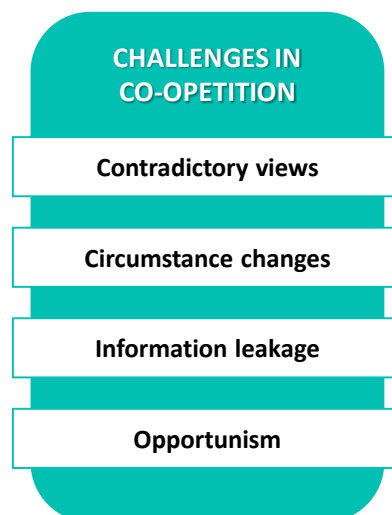 CHALLENGES IN
CO-OPETITION
Contradictory views
Circumstance changes
Information leakage
Opportunism